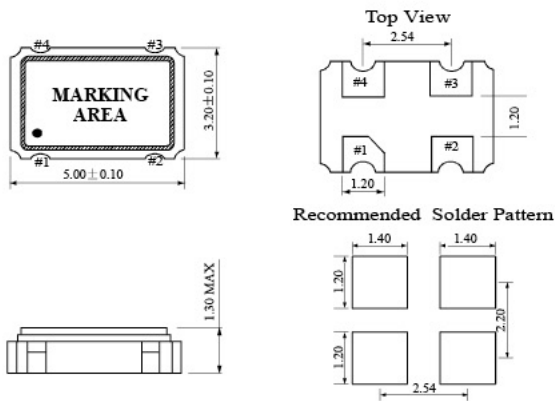 #4 #3
MARKING
AREA
#1 #2
5.00±0.10
3.20±0.10
Top View
2.54
#4 #3
#1 #2
1.20
1.20
1.30 MAX
Recommended Solder Pattern
1.40 1.40
1.20
1.20
2.20
2.54